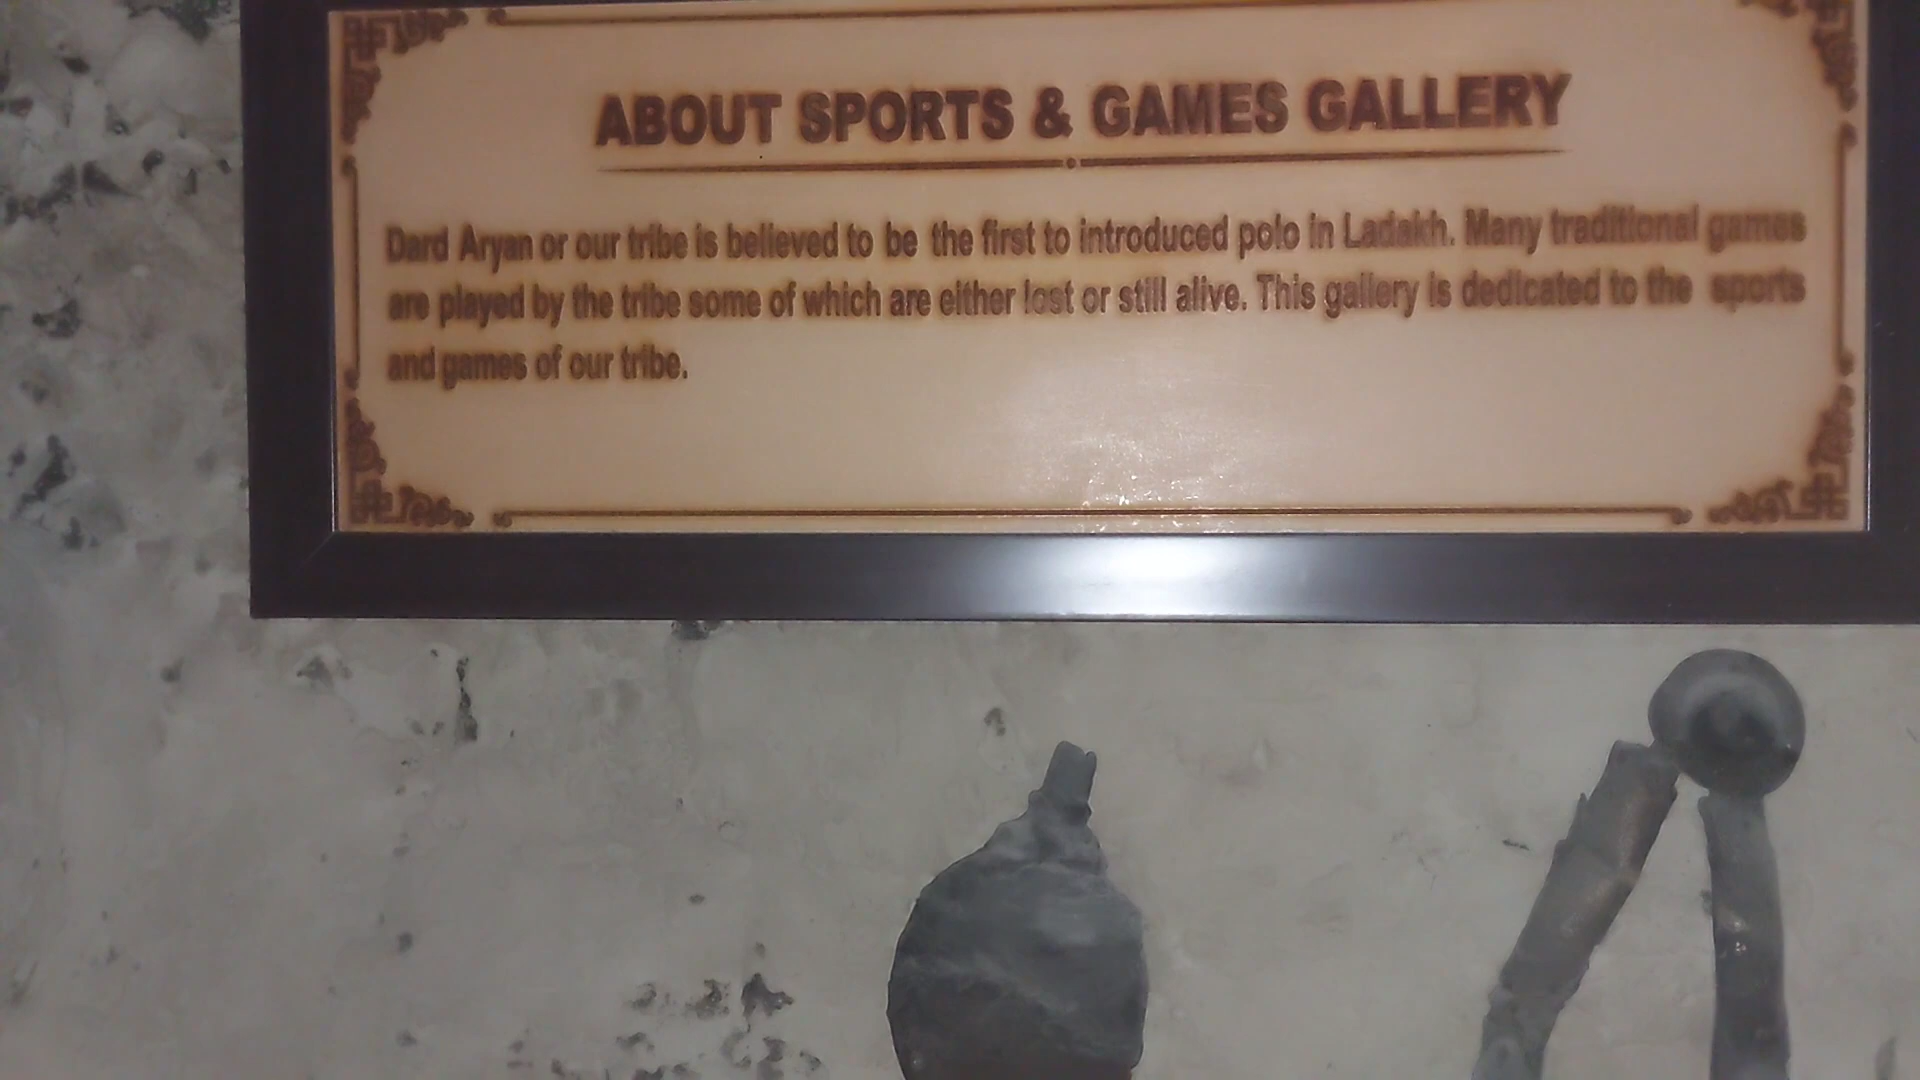 ABOUT SPORTS & GAMES GALLERY
Dard Aryan or our tribe is believed to be the first to introduced polo in Ladakh. Many traditional games
are played by the tribe some of which are either lost or still alive. This gallery is dedicated to the sports
and games of our tribe.